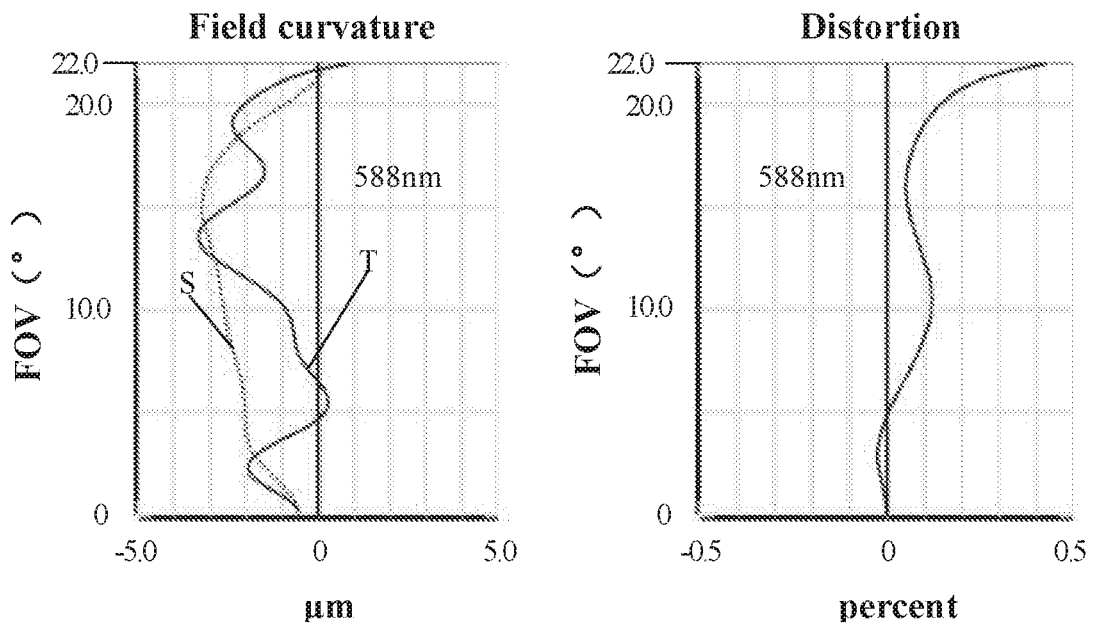 Field curvature
22.0
20.0
10.0
0
FOV (°)
S
T
588nm
-5.0
0
5.0
μm
Distortion
22.0
20.0
10.0
0
FOV (°)
588nm
-0.5
0
0.5
percent